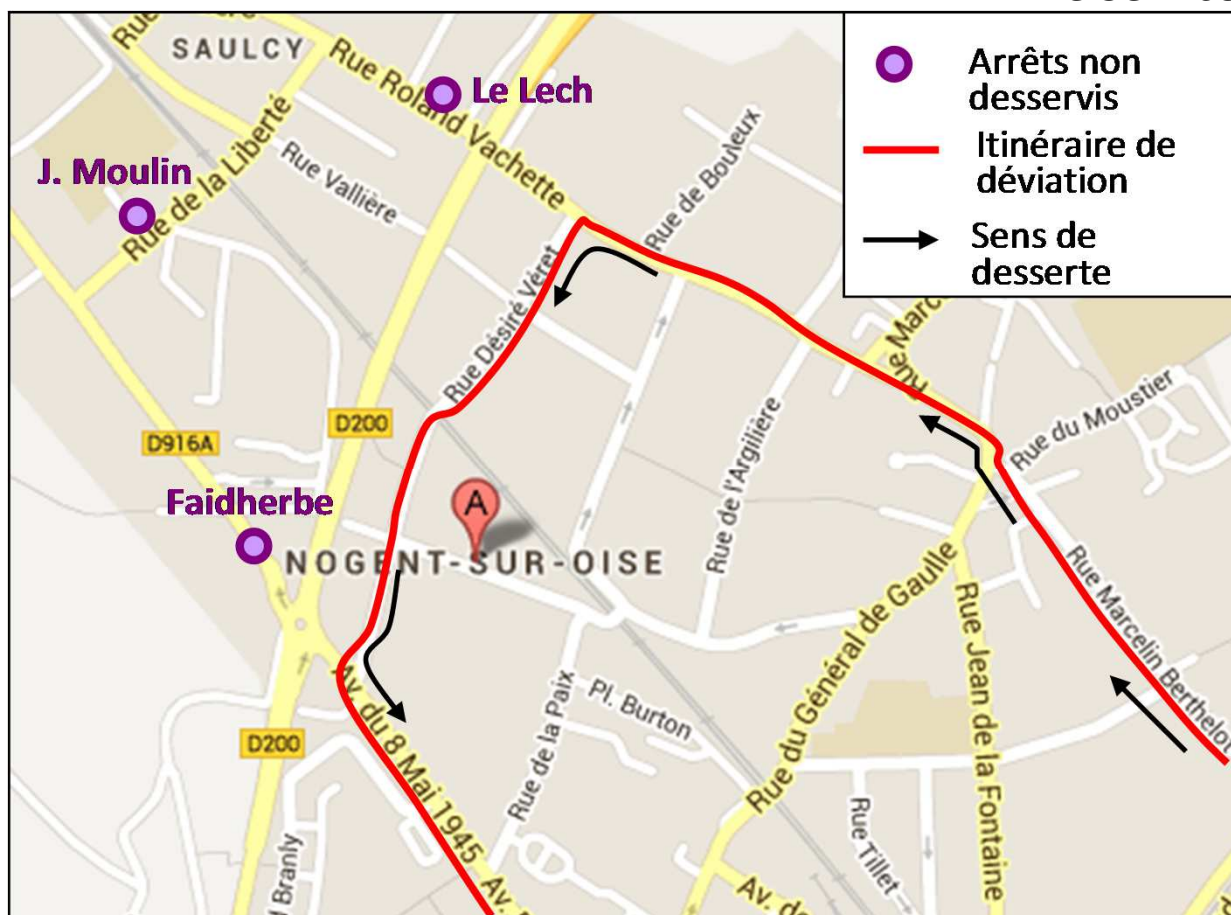 SAULCY
Rue Roland Vachette
Le Lech
J. Moulin
Rue de la Liberté
Rue Vallière
Rue de Bouleux
Arrêts non
desservis
Itinéraire de
déviation
Sens de
desserte
Rue Désiré Véret
D200
D916A
Faidherbe
A
NOGENT-SUR-OISE
Rue de l'Argilière
Rue du Moustier
Rue Marcelin Berthelot
Rue du Général de Gaulle
Rue Jean de la Fontaine
Pl. Burton
Rue de la Paix
Av. du 8 Mai 1945
D200
Rue Tillet
Branly
Av.
Av. de